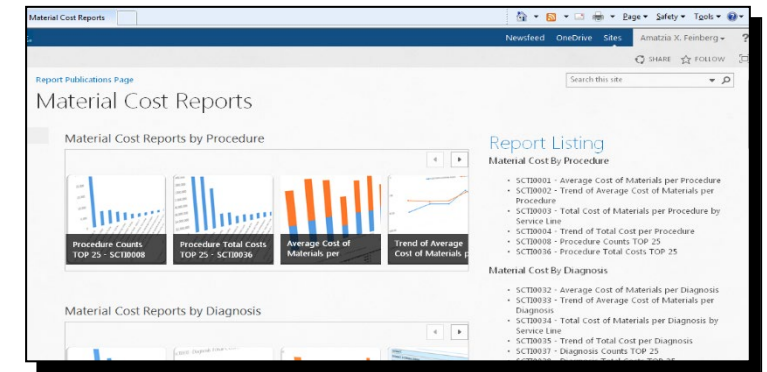 Material Cost Reports
Page Safety Tools
Newsfeed OneDrive Sites Amatzia X. Feinberg ?
SHARE FOLLOW
Report Publications Page
Search this site
Material Cost Reports
Material Cost Reports by Procedure
Procedure Counts
TOP 25 - SCTI0008
Procedure Total Costs
TOP 25 - SCTI0036
Average Cost of
Materials per
Trend of Average
Cost of Materials p
Material Cost Reports by Diagnosis
Report Listing
Material Cost By Procedure
• SCTI0001 - Average Cost of Materials per Procedure
• SCTI0002 - Trend of Average Cost of Materials per
Procedure
• SCTI0003 - Total Cost of Materials per Procedure by
Service Line
• SCTI0004 - Trend of Total Cost per Procedure
• SCTI0008 - Procedure Counts TOP 25
• SCTI0036 - Procedure Total Costs TOP 25
Material Cost By Diagnosis
• SCTI0032 - Average Cost of Materials per Diagnosis
• SCTI0033 - Trend of Average Cost of Materials per
Diagnosis
• SCTI0034 - Total Cost of Materials per Diagnosis by
Service Line
• SCTI0035 - Trend of Total Cost per Diagnosis
• SCTI0037 - Diagnosis Counts TOP 25